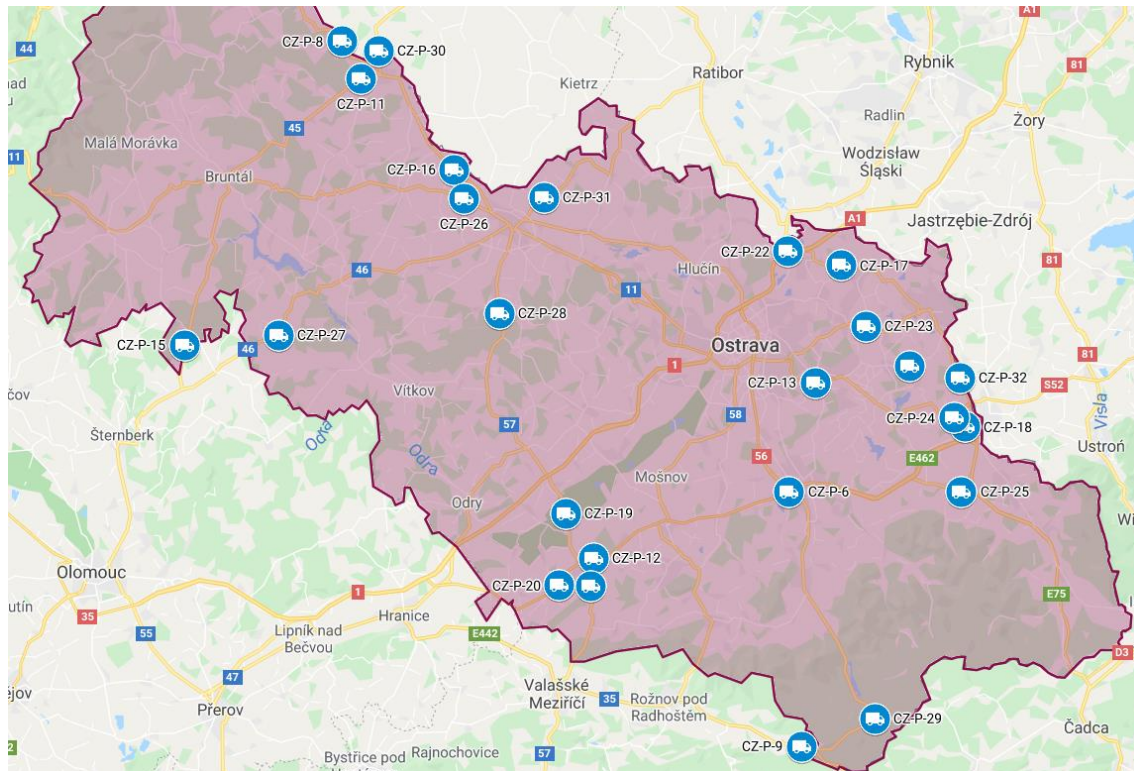 A1
44
CZ-P-8
CZ-P-30
81
Rybnik
nad
Ratibor
CZ-P-11
Kietrz
Radlin
Żory
45
Malá Morávka
Wodzisław
Śląski
11
CZ-P-16
Bruntál
CZ-P-31
CZ-P-26
A1
Jastrzębie-Zdrój
CZ-P-22
CZ-P-17
81
46
Hlučín
11
CZ-P-28
CZ-P-23
CZ-P-27
CZ-P-15
46
Ostrava
81
1
CZ-P-13
CZ-P-32
S52
čov
Vítkov
Visla
58
CZ-P-24
CZ-P-18
57
Šternberk
Odra
Ustroń
Odra
56
E462
Mošnov
CZ-P-6
CZ-P-25
Odry
CZ-P-19
CZ-P-12
Olomouc
CZ-P-20
1
E75
35
Hranice
55
Lipník nad
Bečvou
E442
D3
47
Valašské
Meziříčí
35
Rožnov pod
Radhoštěm
ějov
Přerov
CZ-P-29
Čadca
CZ-P-9
2
Bystřice pod
Rajnochovice
57